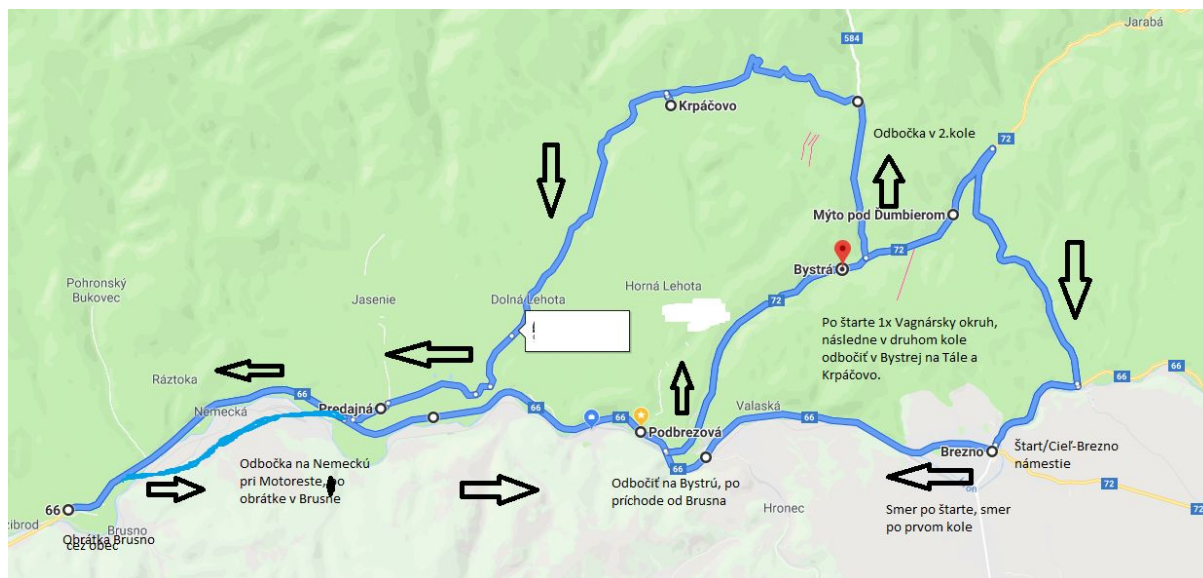 Jarabá
584
Krpáčovo
Odbočka v 2.kole
72
Mýto pod Ďumbierom
72
Bystrá
Pohronský
Bukovec
Jasenie
Dolná Lehota
Horná Lehota
72
Po štarte 1x Vagnársky okruh,
následne v druhom kole
odbočiť v Bystrej na Tále a
Krpáčovo.
Ráztoka
66
66
Nemecká
Predajná
66
66
Podbrezová
Valaská
66
66
Brezno
Štart/Cieľ-Brezno
námestie
Odbočka na Nemeckú
pri Motoreste, po
obrátke v Brusne
Odbočiť na Bystrú, po
príchode od Brusna
Hronec
72
Smer po štarte, smer
po prvom kole
66
Brusno
Obrátka Brusno
cez obec